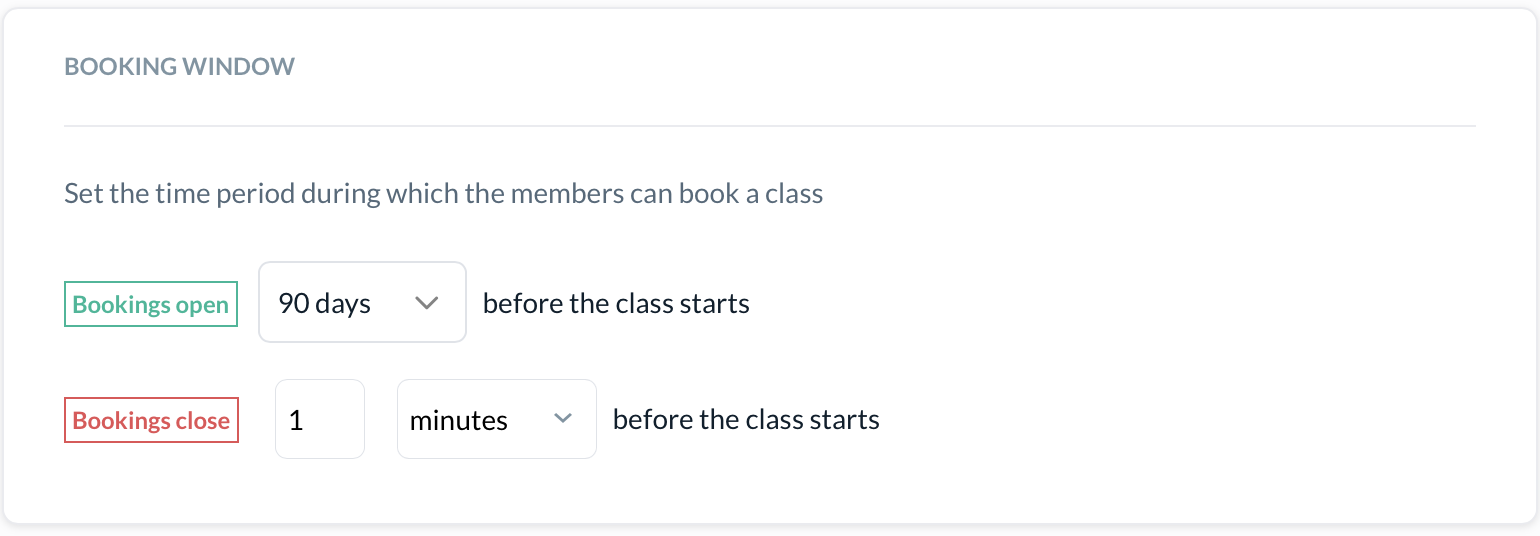 BOOKING WINDOW
Set the time period during which the members can book a class
Bookings open 90 days before the class starts
Bookings close 1 minutes before the class starts